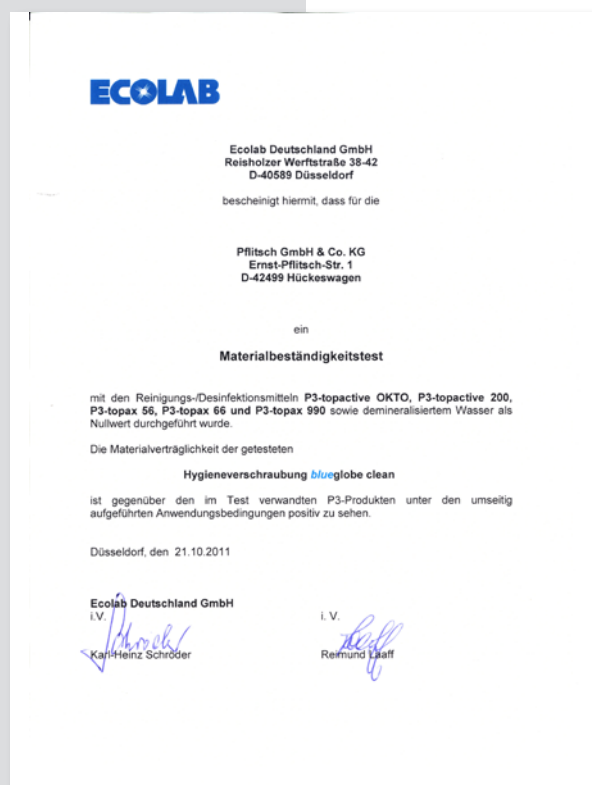 ECOLAB
Ecolab Deutschland GmbH
Reisholzer Werftstraße 38-42
D-40589 Düsseldorf
bescheinigt hiermit, dass für die
Pflitsch GmbH & Co. KG
Ernst-Pflitsch-Str. 1
D-42499 Hückeswagen
ein
Materialbeständigkeitstest
mit den Reinigungs-/Desinfektionsmitteln P3-topactive OKTO, P3-topactive 200,
P3-topax 56, P3-topax 66 und P3-topax 990 sowie demineralisiertem Wasser als
Nullwert durchgeführt wurde.
Die Materialverträglichkeit der getesteten
Hygieneverschraubung blueglobe clean
ist gegenüber den im Test verwandten P3-Produkten unter den umseitig
aufgeführten Anwendungsbedingungen positiv zu sehen.
Düsseldorf, den 21.10.2011
Ecolab Deutschland GmbH
i.V. i. V.
Karl-Heinz Schröder Reimund Laaff